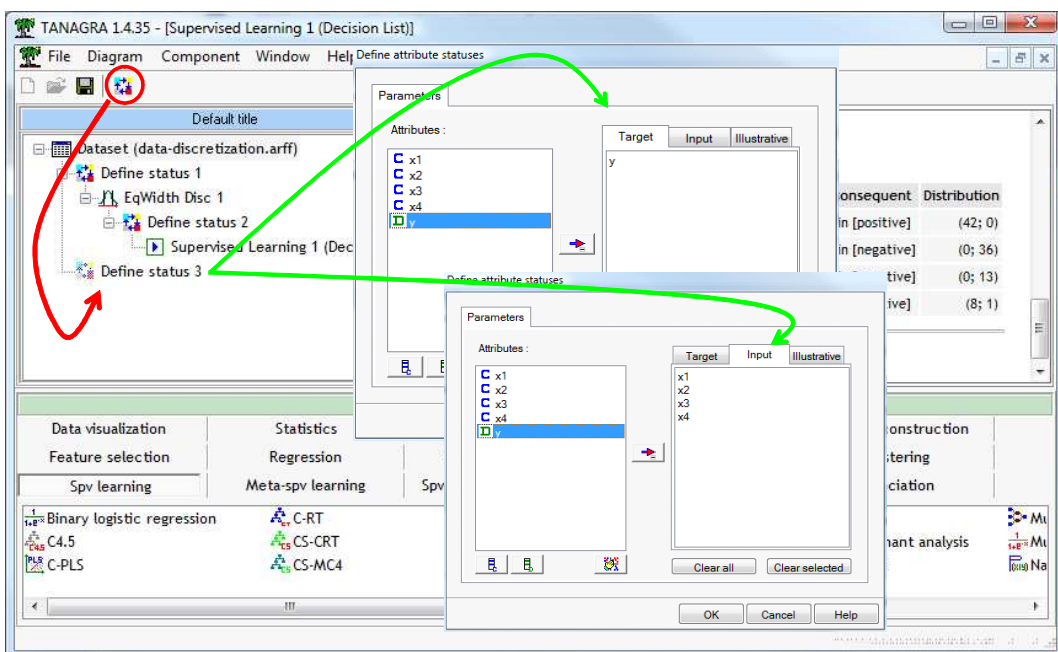 TANAGRA 1.4.35 - [Supervised Learning 1 (Decision List)]
File Diagram Component Window Help
Default title
Dataset (data-discretization.arff)
Define status 1
EqWidth Disc 1
Define status 2
Supervised Learning 1 (Dec
Define status 3
onsequent Distribution
in [positive] (42; 0)
in [negative] (0; 36)
tive] (0; 13)
ive] (8; 1)
Define attribute statuses
Parameters
Attributes :
Target Input Illustrative
C x1
C x2
C x3
C x4
D y
y
Define attribute statuses
Parameters
Attributes :
Target Input Illustrative
C x1
C x2
C x3
C x4
D y
x1
x2
x3
x4
Clear all Clear selected
OK Cancel Help
Data visualization Statistics onstruction
Feature selection Regression stering
Spv learning Meta-spv learning Spv ciation
Binary logistic regression C-RT Mu
C4.5 CS-CRT nant analysis Mu
C-PLS CS-MC4 Na